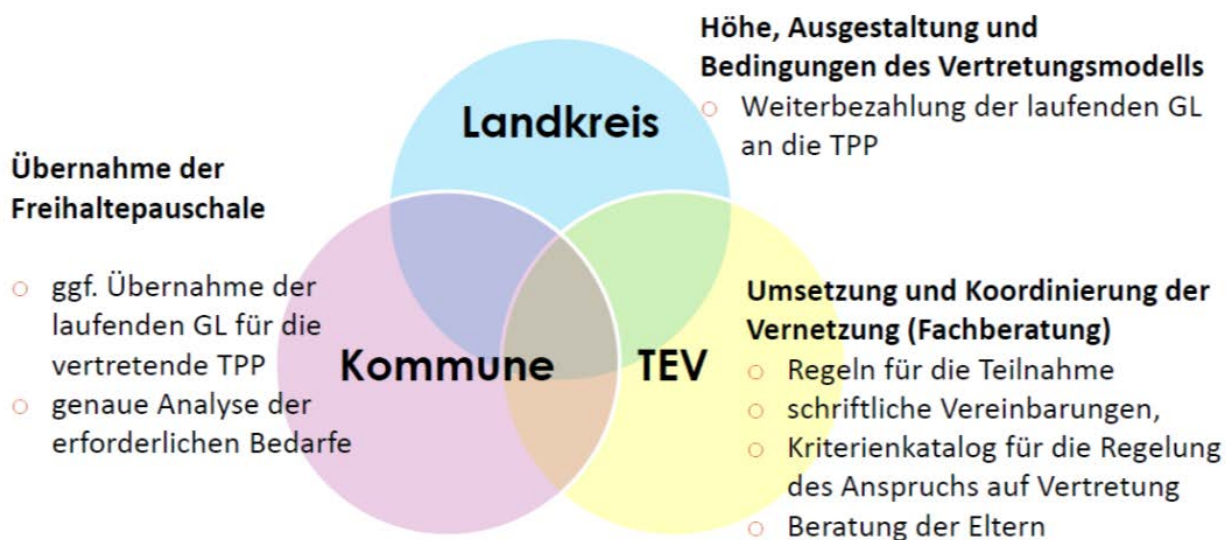 Landkreis
Höhe, Ausgestaltung und
Bedingungen des Vertretungsmodells
○ Weiterbezahlung der laufenden GL
an die TPP
Übernahme der
Freihaltepauschale
○ ggf. Übernahme der
laufenden GL für die
vertretende TPP
○ genaue Analyse der
erforderlichen Bedarfe
Kommune
TEV
Umsetzung und Koordinierung der
Vernetzung (Fachberatung)
○ Regeln für die Teilnahme
○ schriftliche Vereinbarungen,
○ Kriterienkatalog für die Regelung
des Anspruchs auf Vertretung
○ Beratung der Eltern